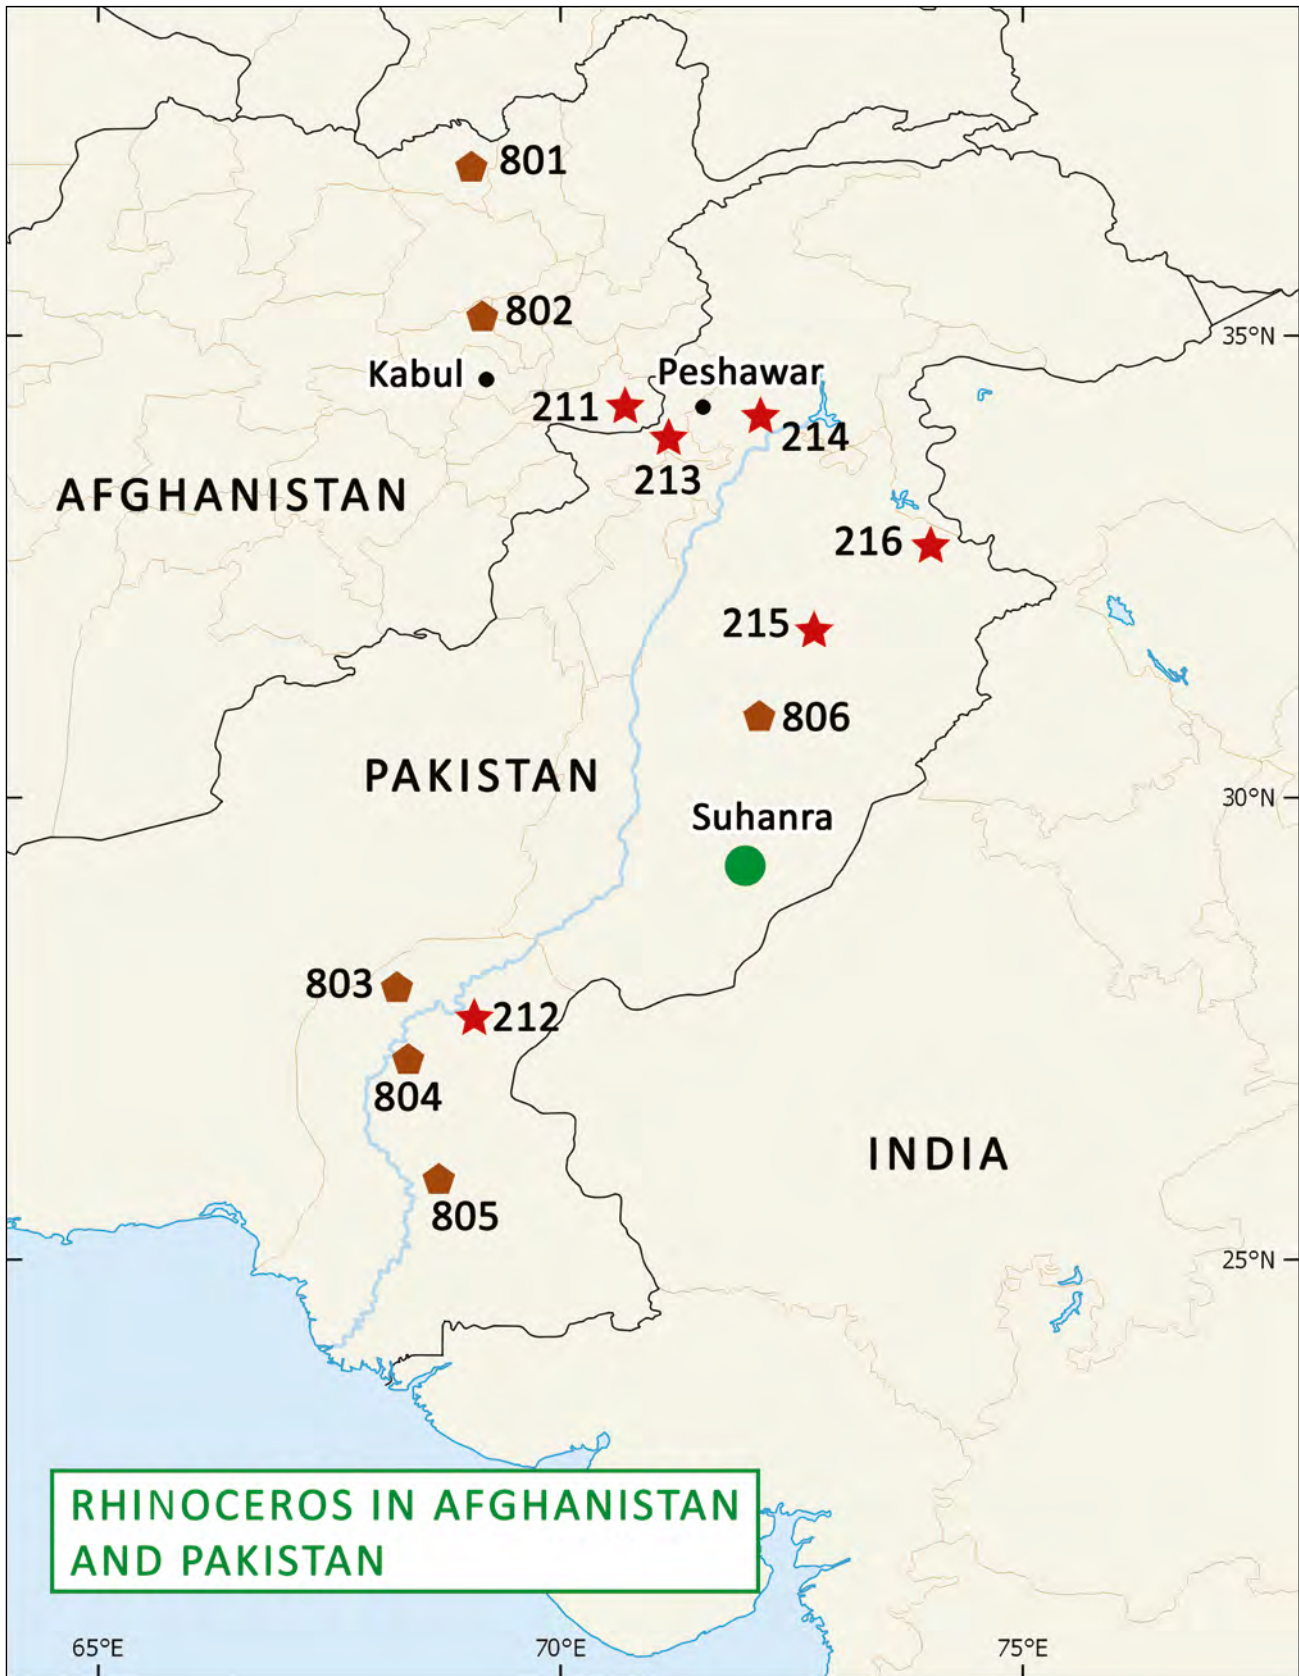 801
802
35°N
Kabul
Peshawar
211
214
213
AFGHANISTAN
216
215
806
PAKISTAN
30°N
Suhanra
803
212
804
INDIA
805
25°N
RHINOCEROS IN AFGHANISTAN
AND PAKISTAN
65°E
70°E
75°E